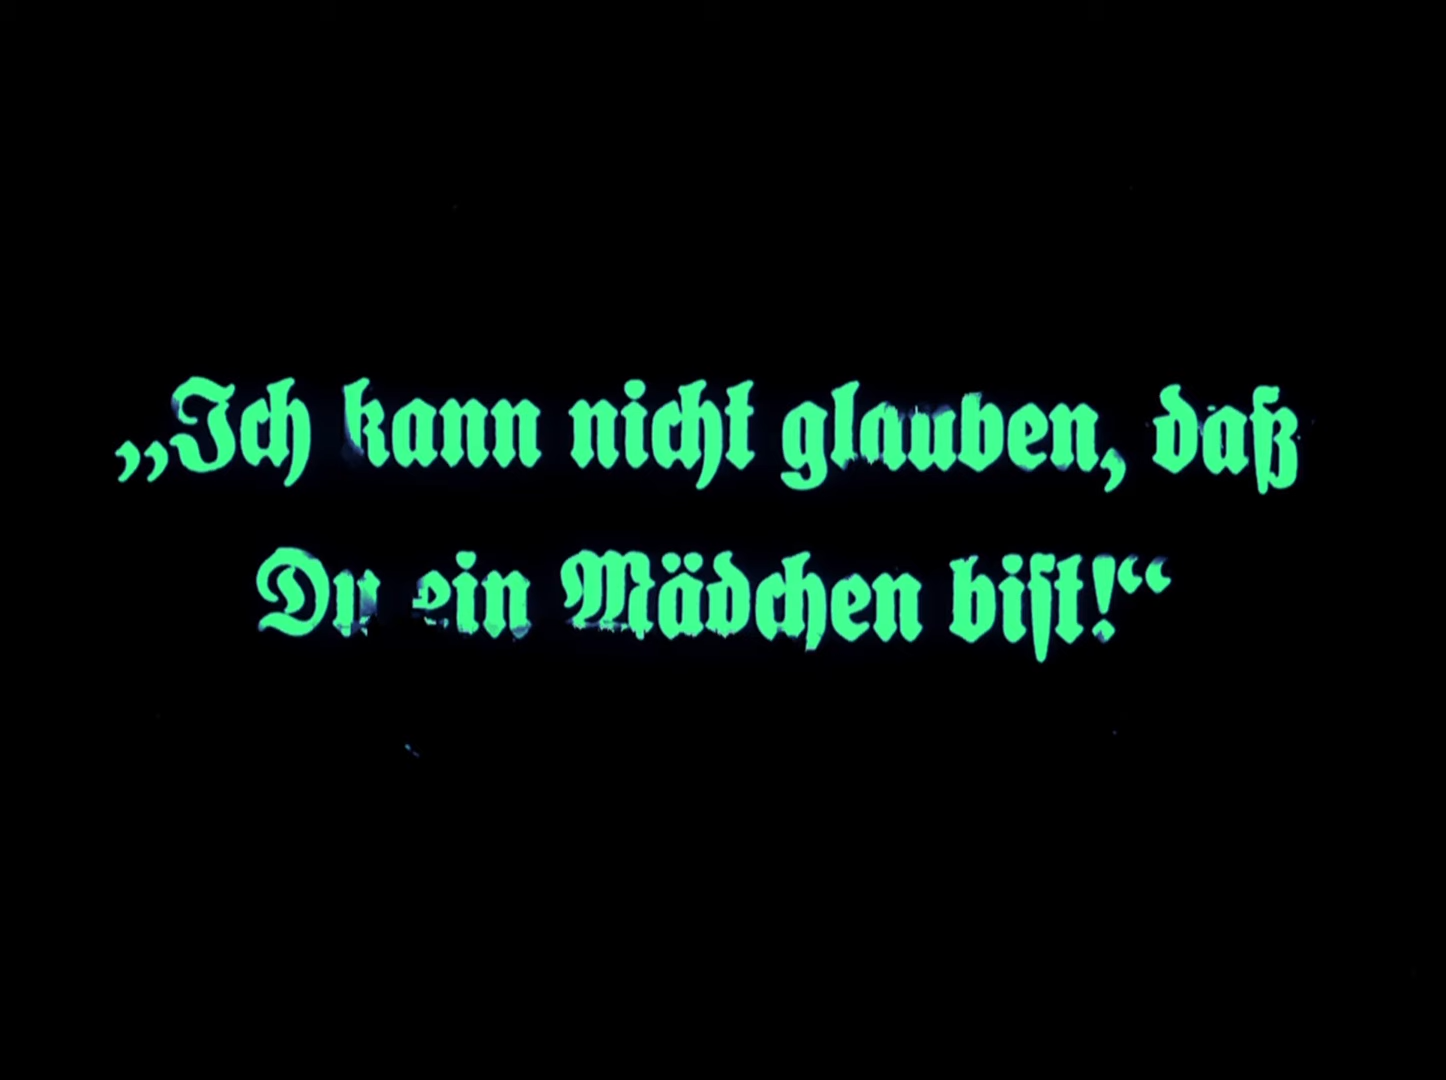 „Ich kann nicht glauben, daß
Du ein Mädchen bist!“